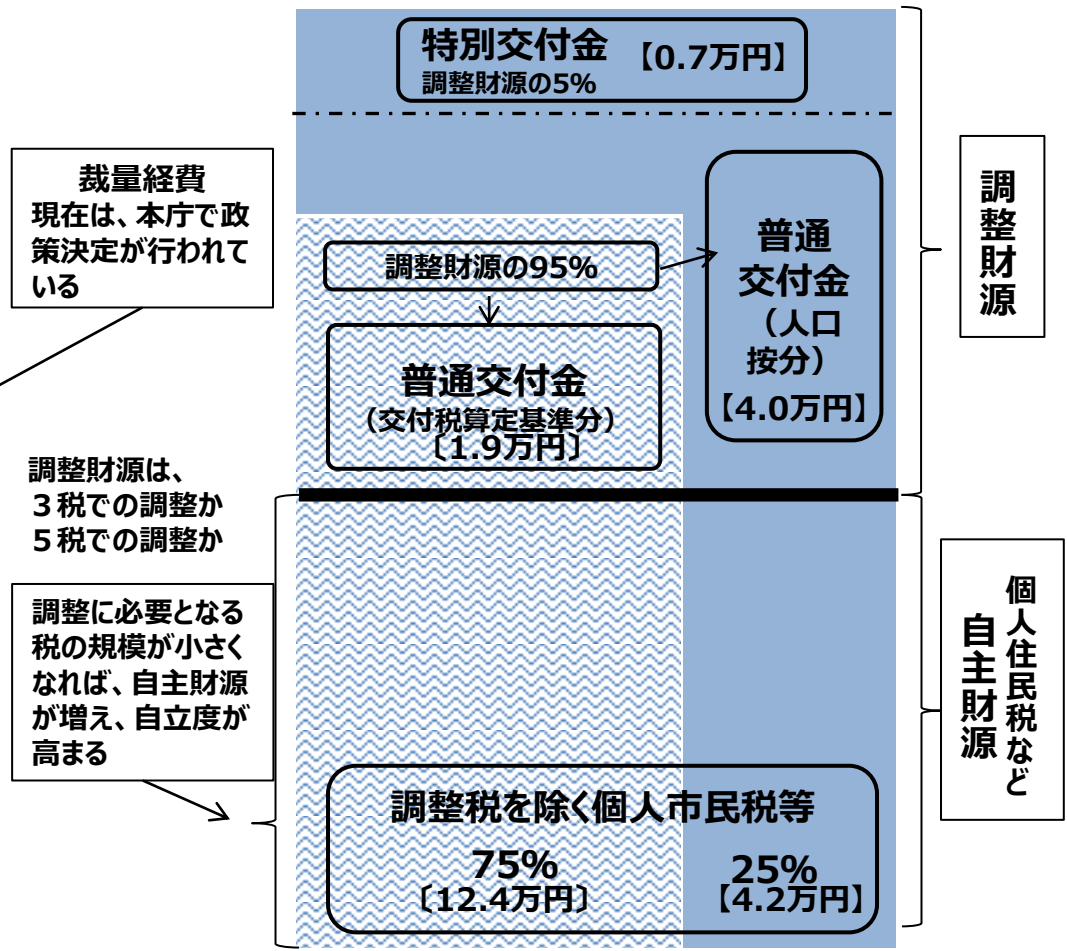 特別交付金 【0.7万円】
調整財源の5%
裁量経費
現在は、本庁で政
策決定が行われて
いる
調整財源の95%
普通
交付金
（人口
按分）
【4.0万円】
普通交付金
（交付税算定基準分）
〔1.9万円〕
調整財源
調整財源は、
３税での調整か
５税での調整か
調整に必要となる
税の規模が小さく
なれば、自主財源
が増え、自立度が
高まる
個人住民税など
自主財源
調整税を除く個人市民税等
75% 25%
〔12.4万円〕 【4.2万円】